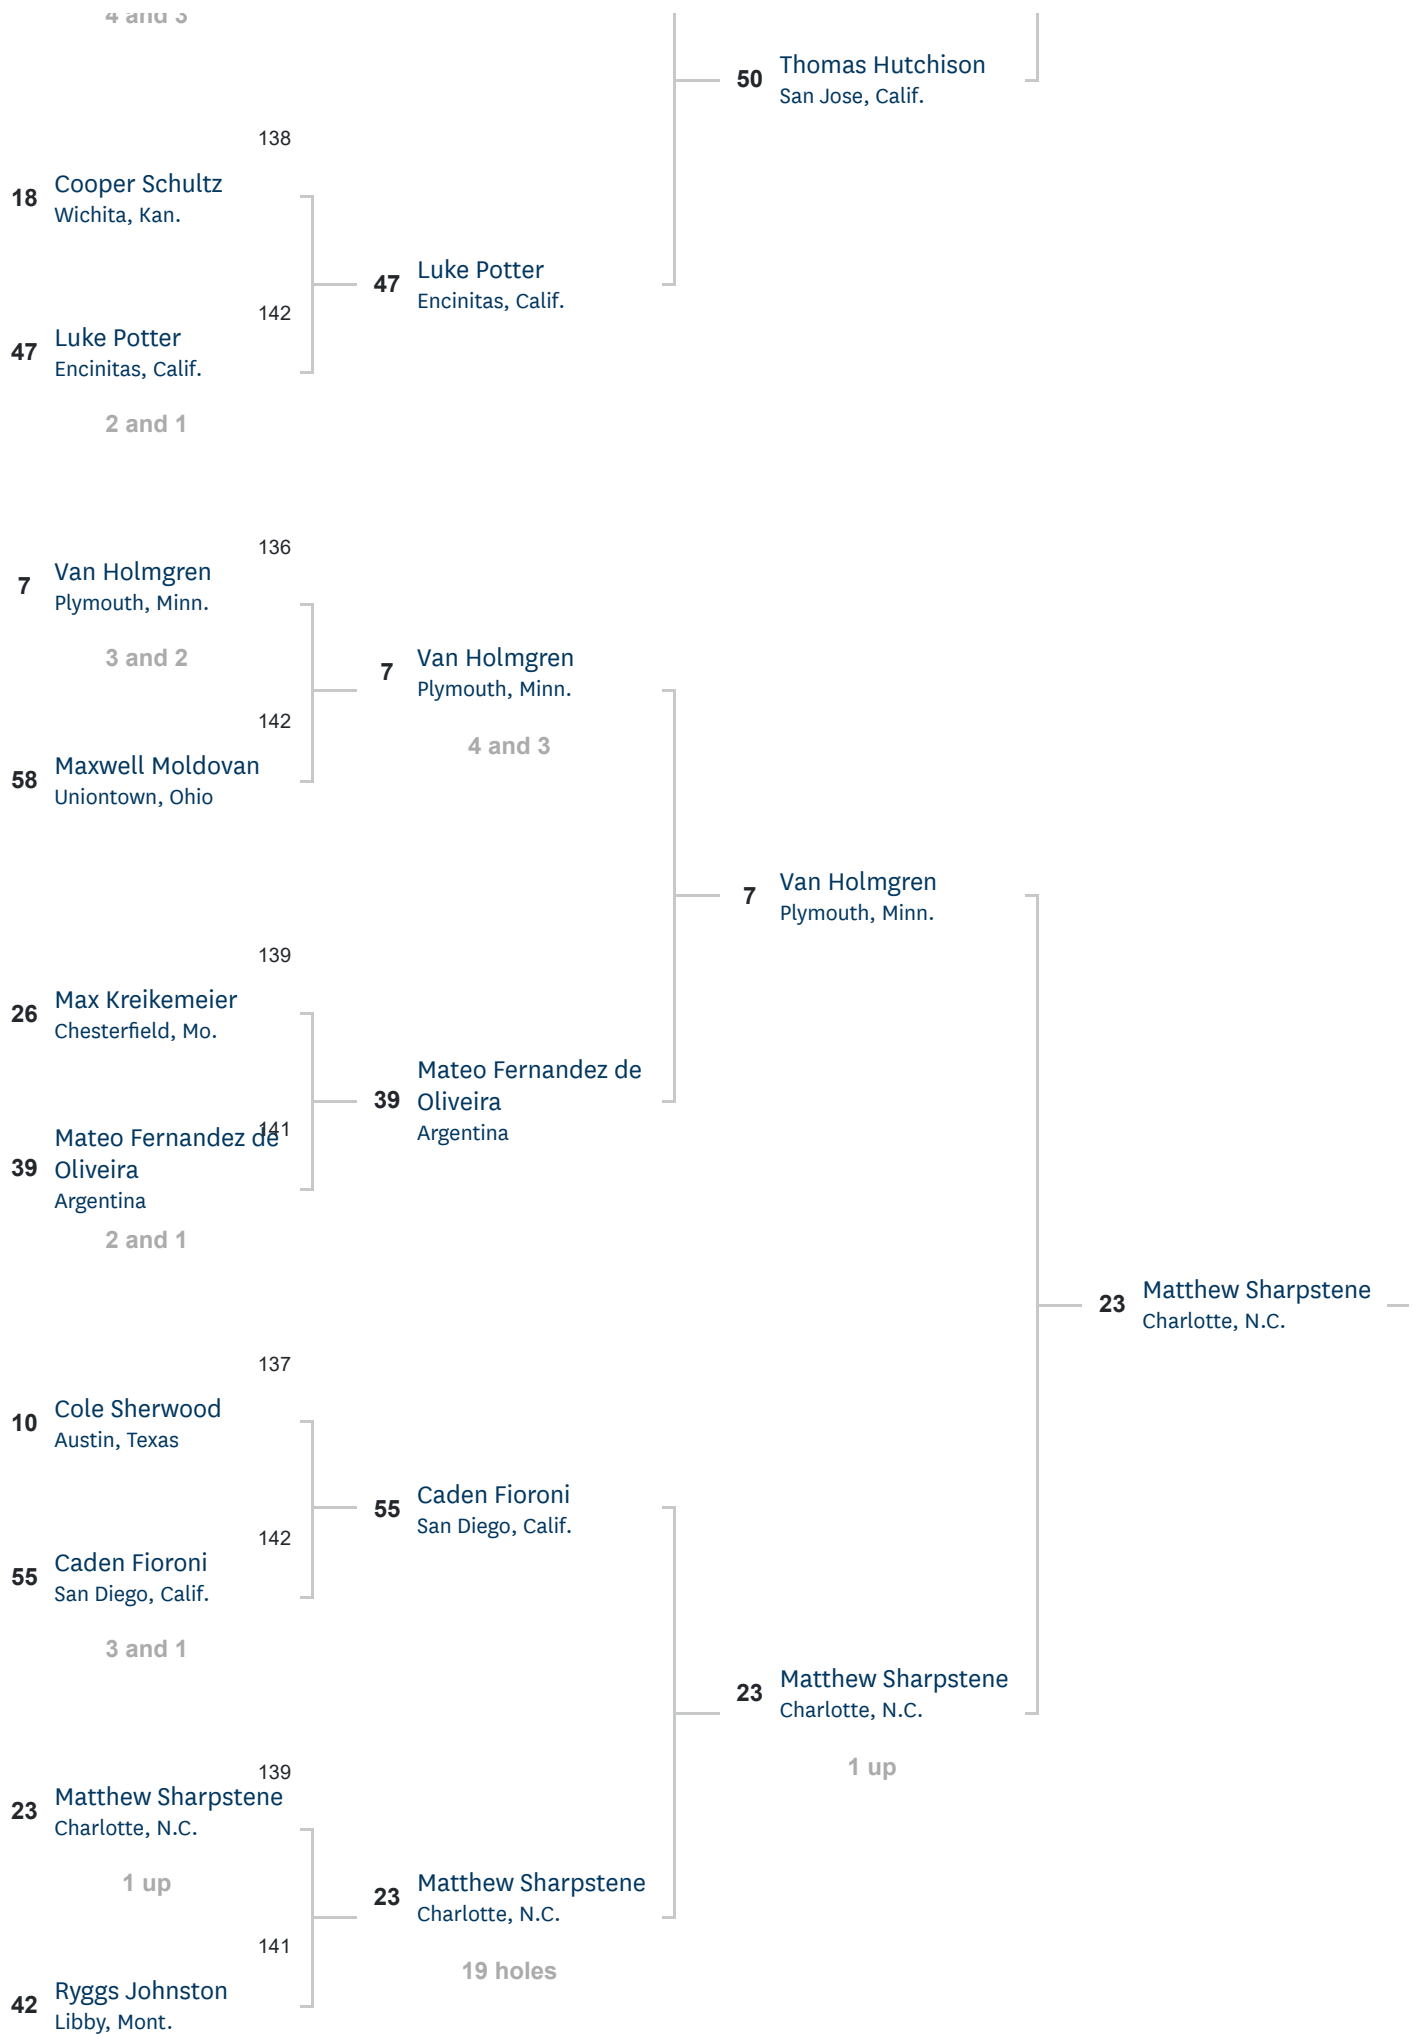 4 and 3
50
Thomas Hutchison
San Jose, Calif.
138
18
Cooper Schultz
Wichita, Kan.
47
Luke Potter
Encinitas, Calif.
142
47
Luke Potter
Encinitas, Calif.
2 and 1
136
7
Van Holmgren
Plymouth, Minn.
3 and 2
7
Van Holmgren
Plymouth, Minn.
4 and 3
142
58
Maxwell Moldovan
Uniontown, Ohio
7
Van Holmgren
Plymouth, Minn.
139
26
Max Kreikemeier
Chesterfield, Mo.
39
Mateo Fernandez de
Oliveira
Argentina
141
39
Mateo Fernandez de
Oliveira
Argentina
2 and 1
23
Matthew Sharpstene
Charlotte, N.C.
137
10
Cole Sherwood
Austin, Texas
55
Caden Fioroni
San Diego, Calif.
142
55
Caden Fioroni
San Diego, Calif.
3 and 1
23
Matthew Sharpstene
Charlotte, N.C.
1 up
139
23
Matthew Sharpstene
Charlotte, N.C.
1 up
23
Matthew Sharpstene
Charlotte, N.C.
19 holes
141
42
Ryggs Johnston
Libby, Mont.